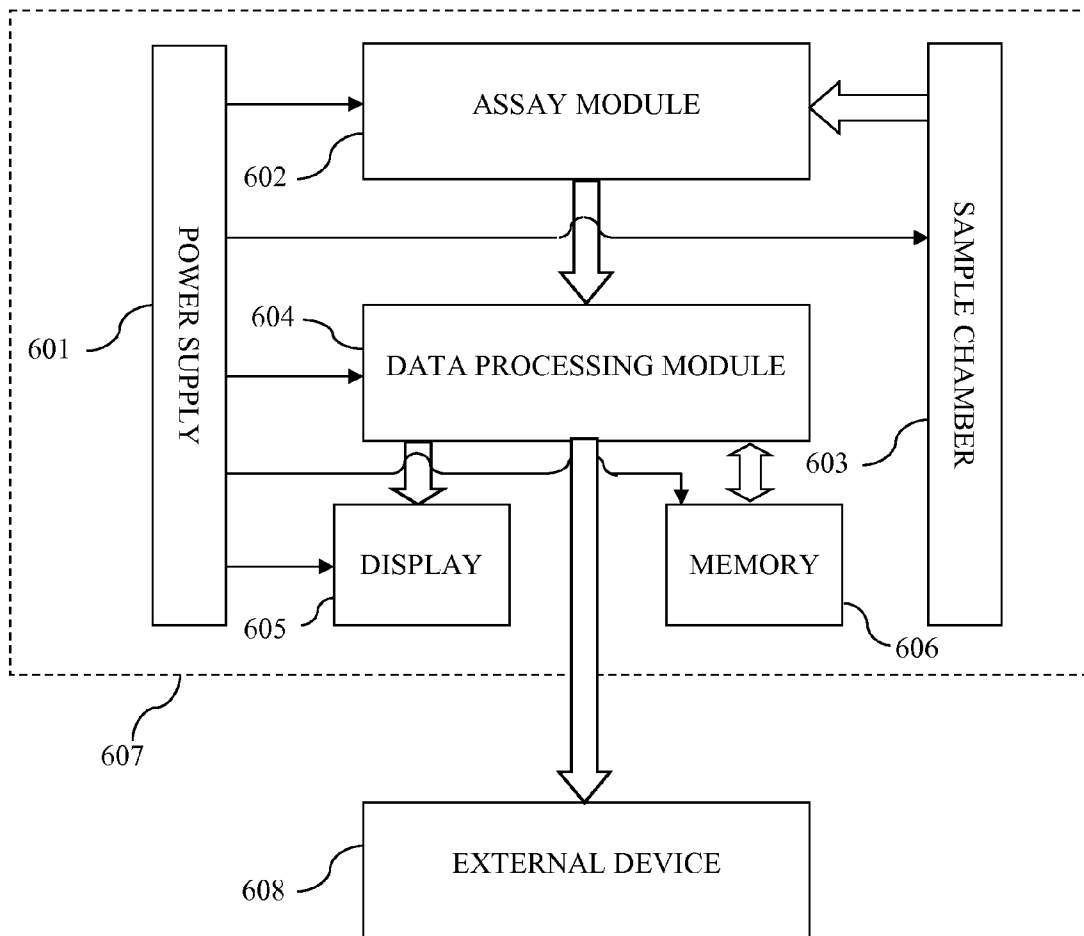 ASSAY MODULE
602
POWER SUPPLY
601
SAMPLE CHAMBER
603
604
DATA PROCESSING MODULE
DISPLAY
605
MEMORY
606
607
EXTERNAL DEVICE
608